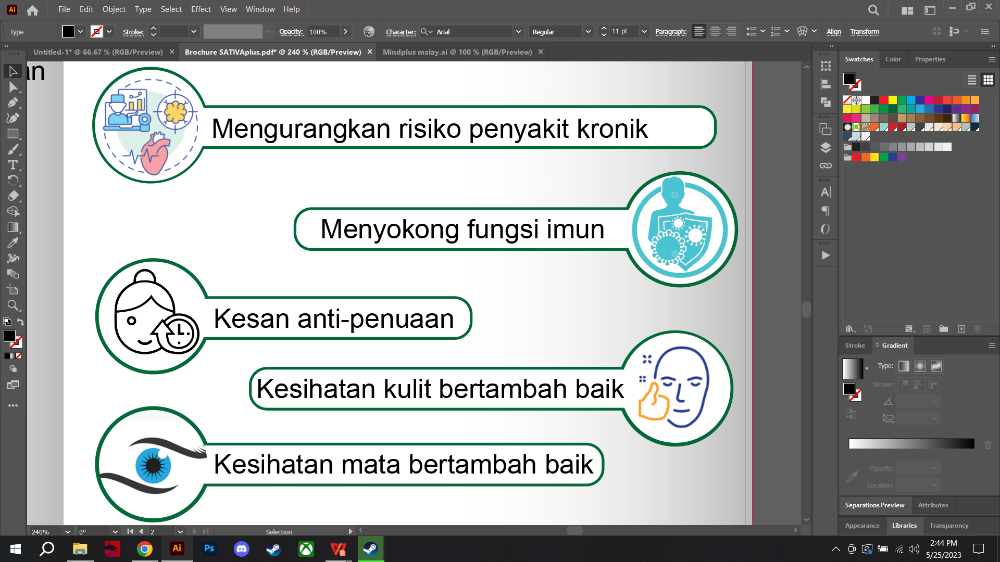 Ai File Edit Object Type Select Effect View Window Help
Type Stroke: Opacity: 100% Character: Arial Regular 11 pt Paragraph: Align Transform
Untitled-1* @ 66.67 % (RGB/Preview) × Brochure SATIVAplus.pdf* @ 240 % (RGB/Preview) × Mindplus malay.ai @ 100 % (RGB/Preview) ×
an
Mengurangkan risiko penyakit kronik
Menyokong fungsi imun
Kesan anti-penuaan
Kesihatan kulit bertambah baik
Kesihatan mata bertambah baik
Swatches Color Properties
Stroke Gradient
Type:
Stroke:
Opacity:
Location:
Separations Preview Attributes
Appearance Libraries Transparency
240% 0° 2 Selection
Ai Ps
2:44 PM
5/25/2023